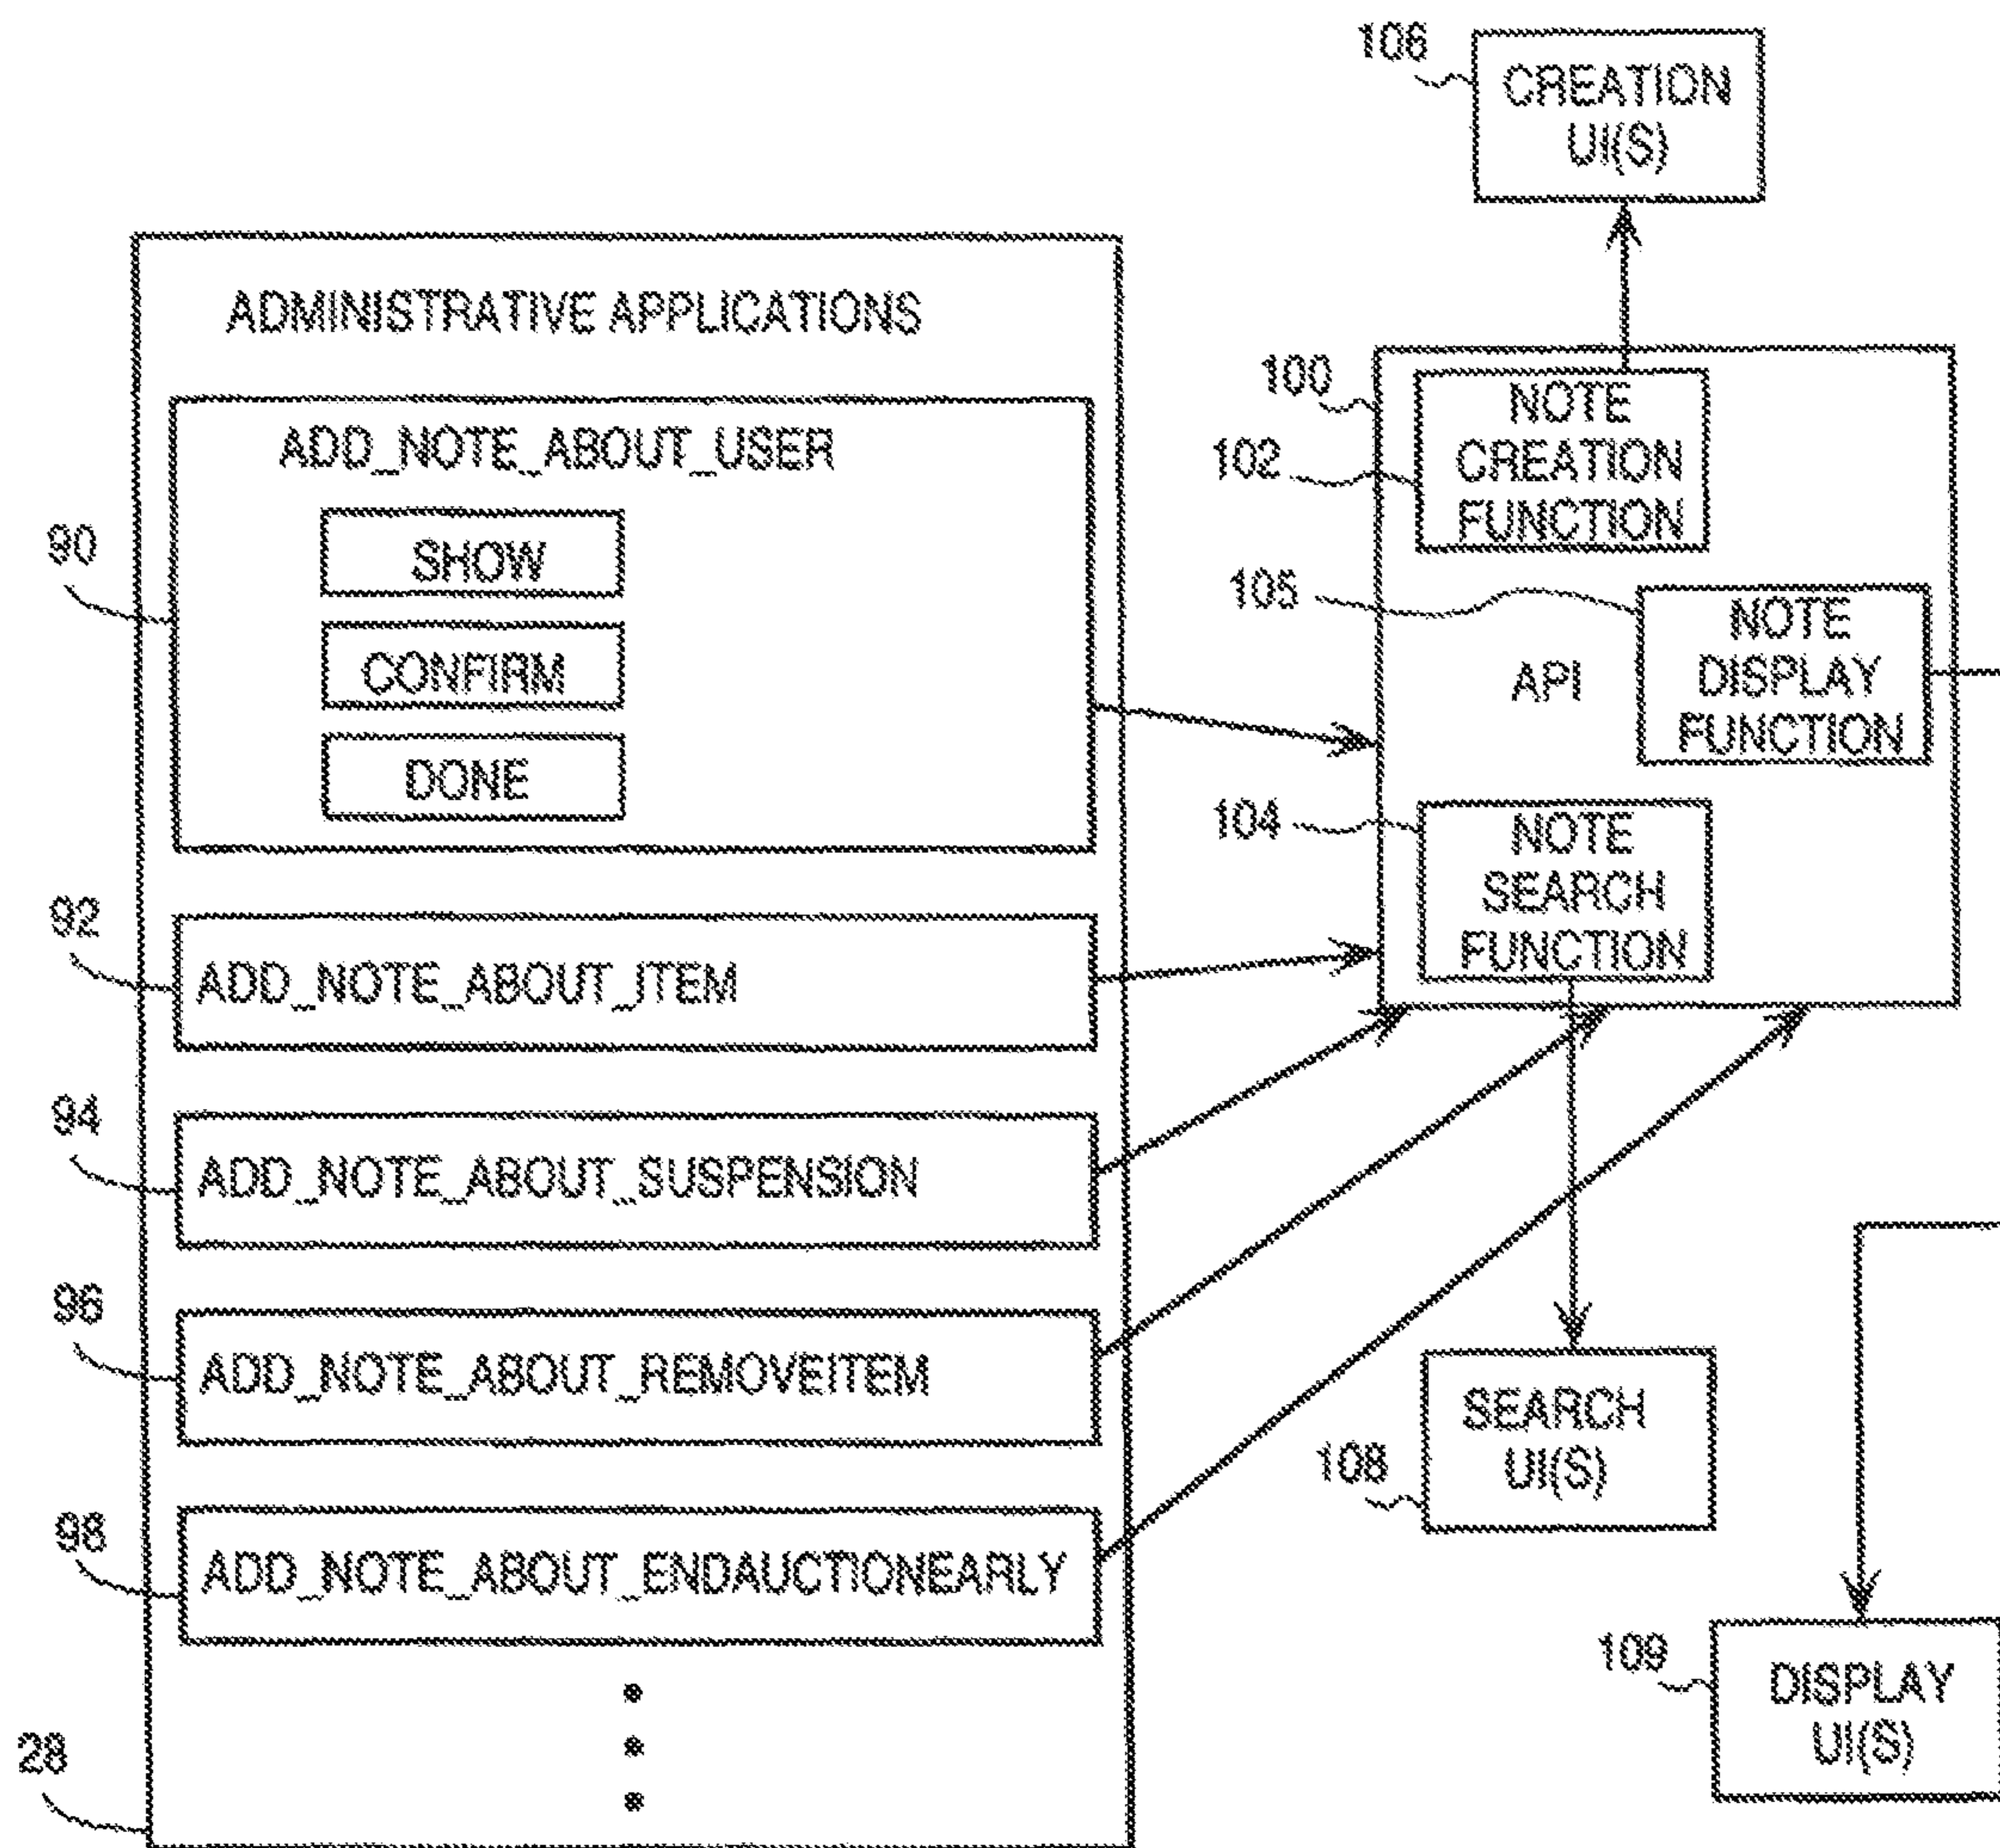 106
CREATION
UI(S)
ADMINISTRATIVE APPLICATIONS
ADD_NOTE_ABOUT_USER
SHOW
CONFIRM
DONE
90
92
ADD_NOTE_ABOUT_ITEM
94
ADD_NOTE_ABOUT_SUSPENSION
96
ADD_NOTE_ABOUT_REMOVEITEM
98
ADD_NOTE_ABOUT_ENDAUCTIONEARLY
28
100
102
NOTE
CREATION
FUNCTION
105
NOTE
DISPLAY
FUNCTION
API
104
NOTE
SEARCH
FUNCTION
108
SEARCH
UI(S)
109
DISPLAY
UI(S)